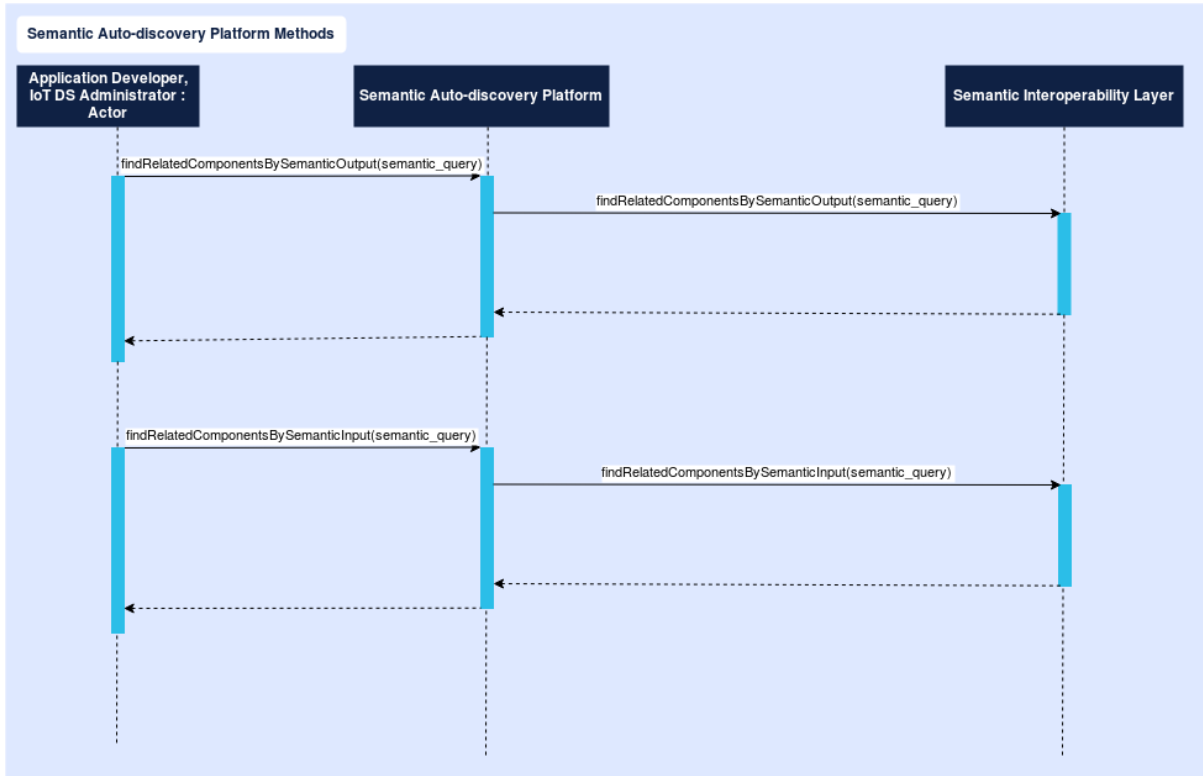 Semantic Auto-discovery Platform Methods
Application Developer,
IoT DS Administrator :
Actor
Semantic Auto-discovery Platform
Semantic Interoperability Layer
findRelatedComponentsBySemanticOutput(semantic_query)
findRelatedComponentsBySemanticOutput(semantic_query)
findRelatedComponentsBySemanticInput(semantic_query)
findRelatedComponentsBySemanticInput(semantic_query)